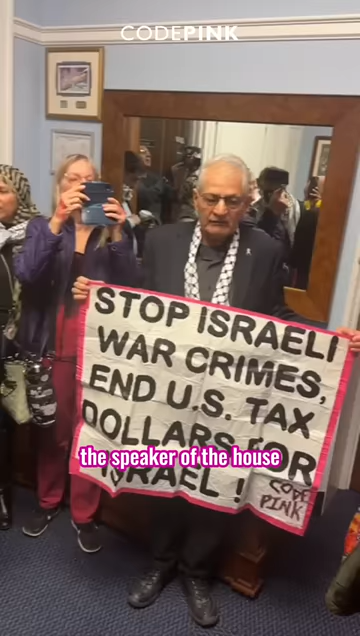 CODEPINK
STOP ISRAELI
WAR CRIMES,
END U.S. TAX
DOLLARS FOR
the speaker of the house
ISRAEL!
CODE
PINK